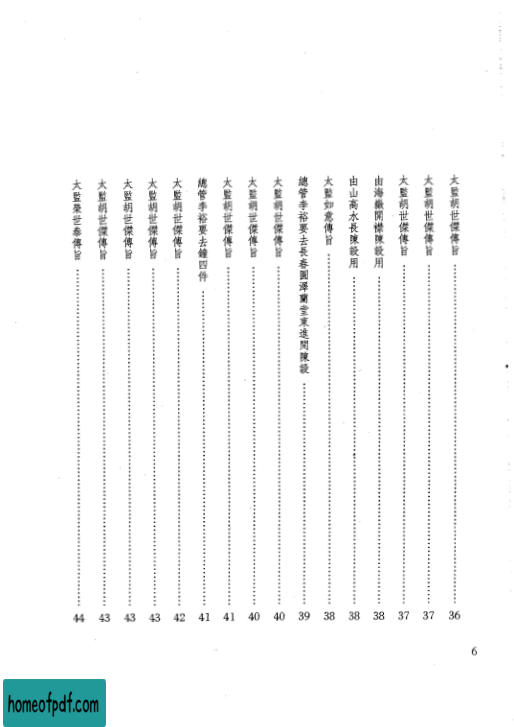 太監胡世傑傳旨……36
太監胡世傑傳旨……37
太監胡世傑傳旨……37
由海嶽開襟陳設用……38
由山高水長陳設用……38
太監如意傳旨……38
總管李裕要去長春園澤蘭堂東進間陳設……39
太監胡世傑傳旨……40
太監胡世傑傳旨……40
太監胡世傑傳旨……41
總管李裕要去鐘四件……41
太監胡世傑傳旨……42
太監胡世傑傳旨……43
太監胡世傑傳旨……43
太監胡世傑傳旨……43
太監榮世泰傳旨……44
6
homeofpdf.com